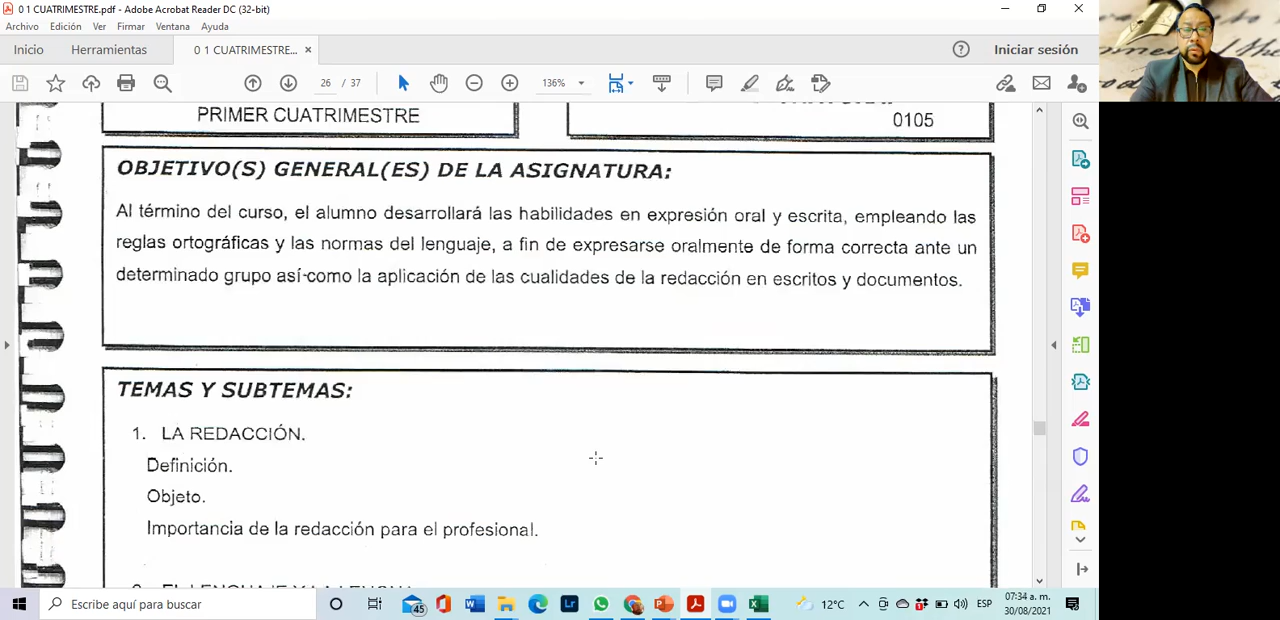 0 1 CUATRIMESTRE.pdf - Adobe Acrobat Reader DC (32-bit)
Archivo Edición Ver Firmar Ventana Ayuda
Inicio Herramientas 0 1 CUATRIMESTRE... × Iniciar sesión
26 / 37 136%
PRIMER CUATRIMESTRE
0105
OBJETIVO(S) GENERAL(ES) DE LA ASIGNATURA:
Al término del curso, el alumno desarrollará las habilidades en expresión oral y escrita, empleando las
reglas ortográficas y las normas del lenguaje, a fin de expresarse oralmente de forma correcta ante un
determinado grupo así-como la aplicación de las cualidades de la redacción en escritos y documentos.
TEMAS Y SUBTEMAS:
1. LA REDACCIÓN.
Definición.
Objeto.
Importancia de la redacción para el profesional.
Escribe aquí para buscar
45
12°C
ESP
07:34 a. m.
30/08/2021